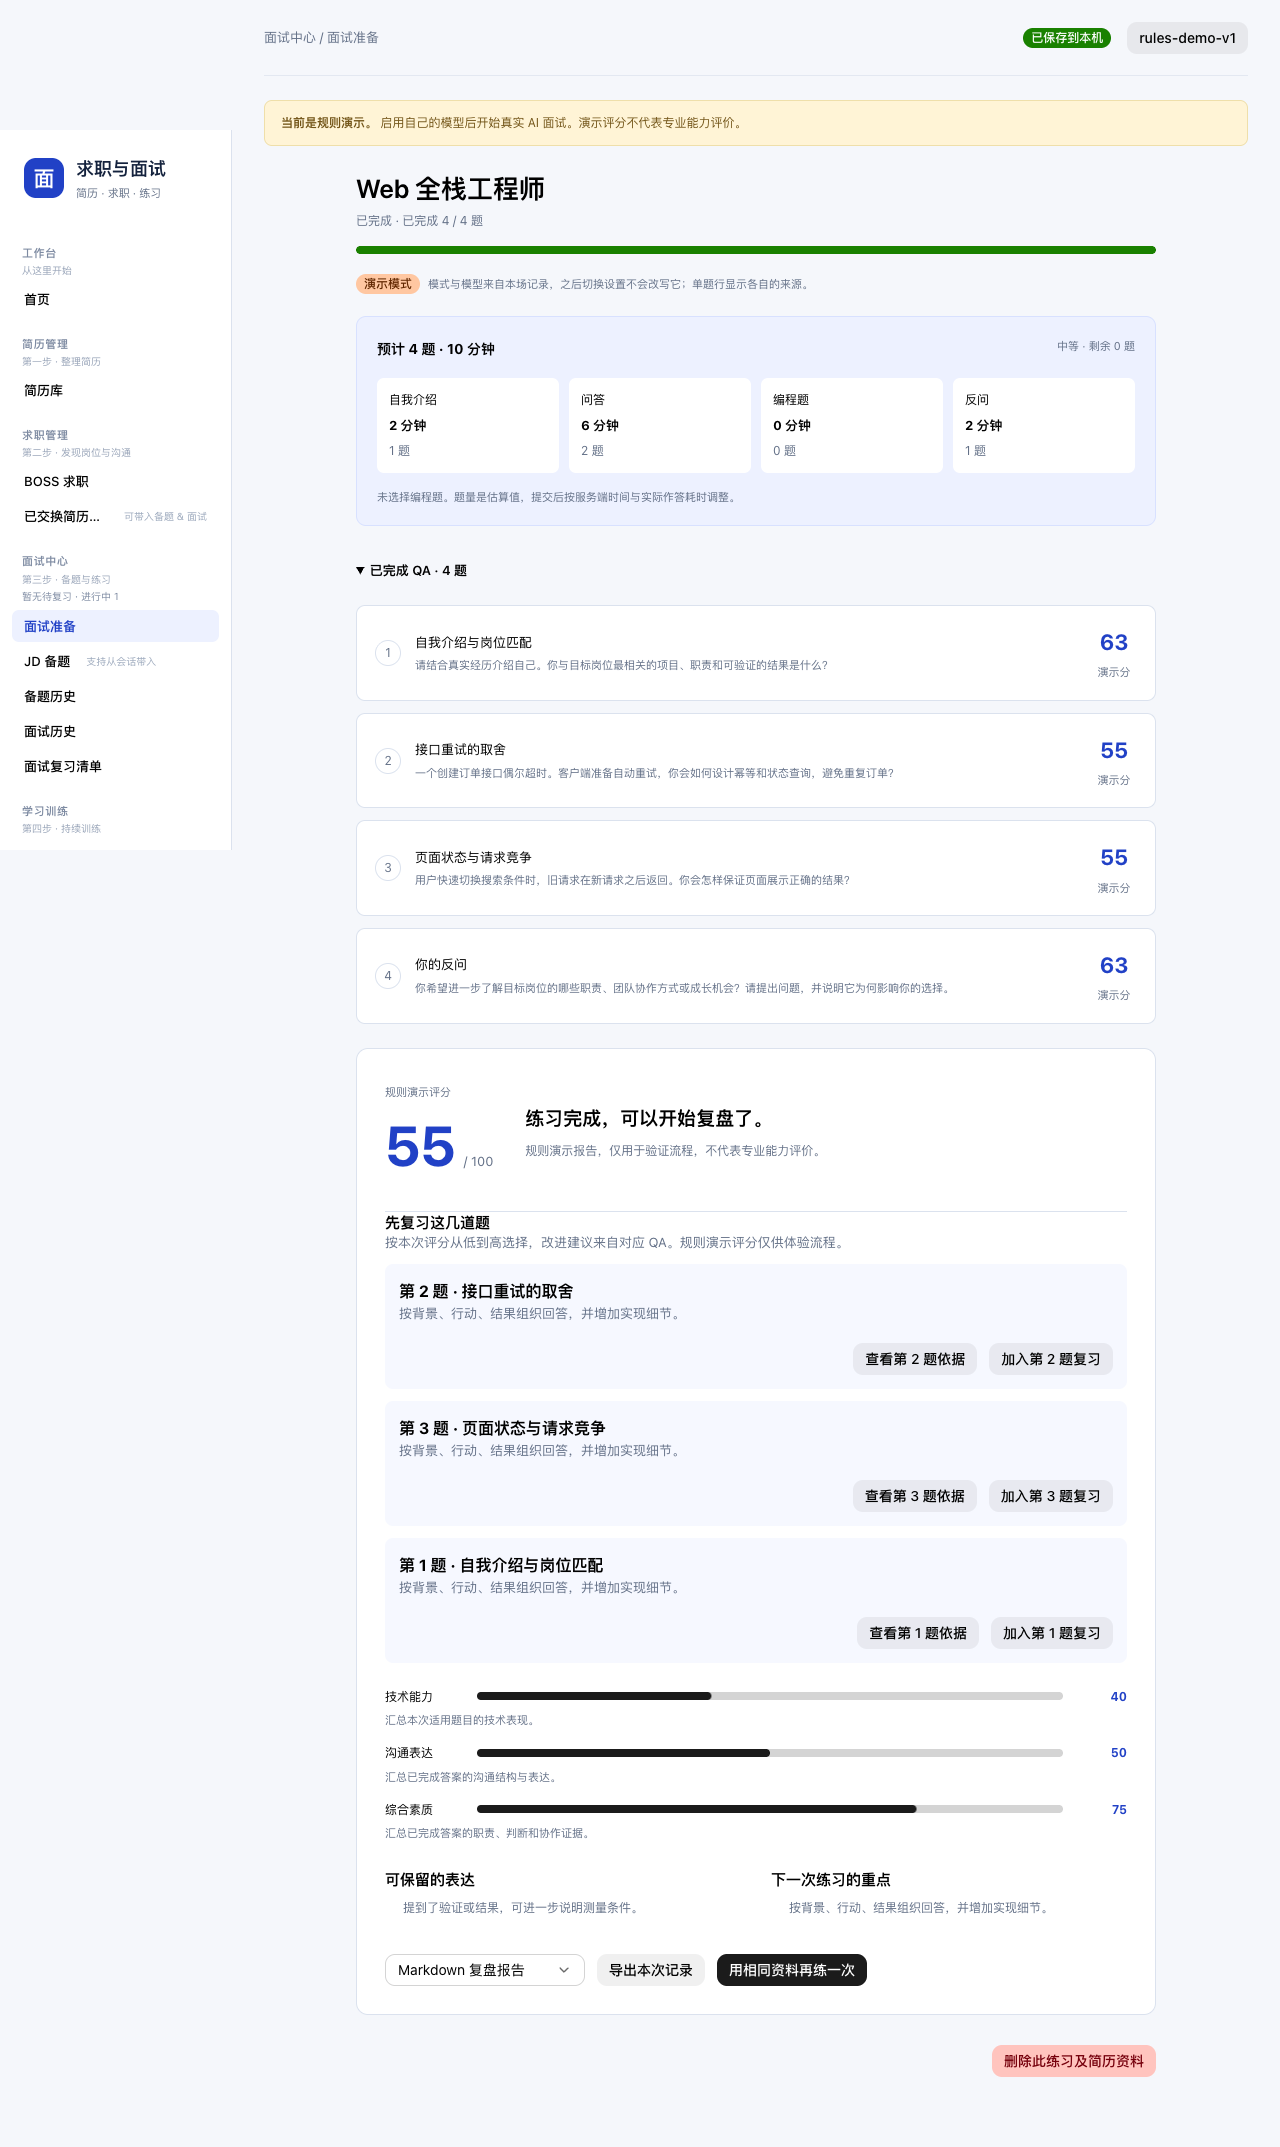 面试中心 / 面试准备
已保存到本机
rules-demo-v1
当前是规则演示。 启用自己的模型后开始真实 AI 面试。演示评分不代表专业能力评价。
面
求职与面试
简历 · 求职 · 练习
工作台
从这里开始
首页
简历管理
第一步 · 整理简历
简历库
求职管理
第二步 · 发现岗位与沟通
BOSS 求职
已交换简历... 可带入备题 & 面试
面试中心
第三步 · 备题与练习
暂无待复习 · 进行中 1
面试准备
JD 备题 支持从会话带入
备题历史
面试历史
面试复习清单
学习训练
第四步 · 持续训练
Web 全栈工程师
已完成 · 已完成 4 / 4 题
演示模式 模式与模型来自本场记录，之后切换设置不会改写它；单题行显示各自的来源。
预计 4 题 · 10 分钟
中等 · 剩余 0 题
自我介绍
2 分钟
1 题
问答
6 分钟
2 题
编程题
0 分钟
0 题
反问
2 分钟
1 题
未选择编程题。题量是估算值，提交后按服务端时间与实际作答耗时调整。
▼ 已完成 QA · 4 题
1
自我介绍与岗位匹配
请结合真实经历介绍自己。你与目标岗位最相关的项目、职责和可验证的结果是什么？
63
演示分
2
接口重试的取舍
一个创建订单接口偶尔超时。客户端准备自动重试，你会如何设计幂等和状态查询，避免重复订单？
55
演示分
3
页面状态与请求竞争
用户快速切换搜索条件时，旧请求在新请求之后返回。你会怎样保证页面展示正确的结果？
55
演示分
4
你的反问
你希望进一步了解目标岗位的哪些职责、团队协作方式或成长机会？请提出问题，并说明它为何影响你的选择。
63
演示分
规则演示评分
55 / 100
练习完成，可以开始复盘了。
规则演示报告，仅用于验证流程，不代表专业能力评价。
先复习这几道题
按本次评分从低到高选择，改进建议来自对应 QA。规则演示评分仅供体验流程。
第 2 题 · 接口重试的取舍
按背景、行动、结果组织回答，并增加实现细节。
查看第 2 题依据
加入第 2 题复习
第 3 题 · 页面状态与请求竞争
按背景、行动、结果组织回答，并增加实现细节。
查看第 3 题依据
加入第 3 题复习
第 1 题 · 自我介绍与岗位匹配
按背景、行动、结果组织回答，并增加实现细节。
查看第 1 题依据
加入第 1 题复习
技术能力 40
汇总本次适用题目的技术表现。
沟通表达 50
汇总已完成答案的沟通结构与表达。
综合素质 75
汇总已完成答案的职责、判断和协作证据。
可保留的表达
提到了验证或结果，可进一步说明测量条件。
下一次练习的重点
按背景、行动、结果组织回答，并增加实现细节。
Markdown 复盘报告
导出本次记录
用相同资料再练一次
删除此练习及简历资料